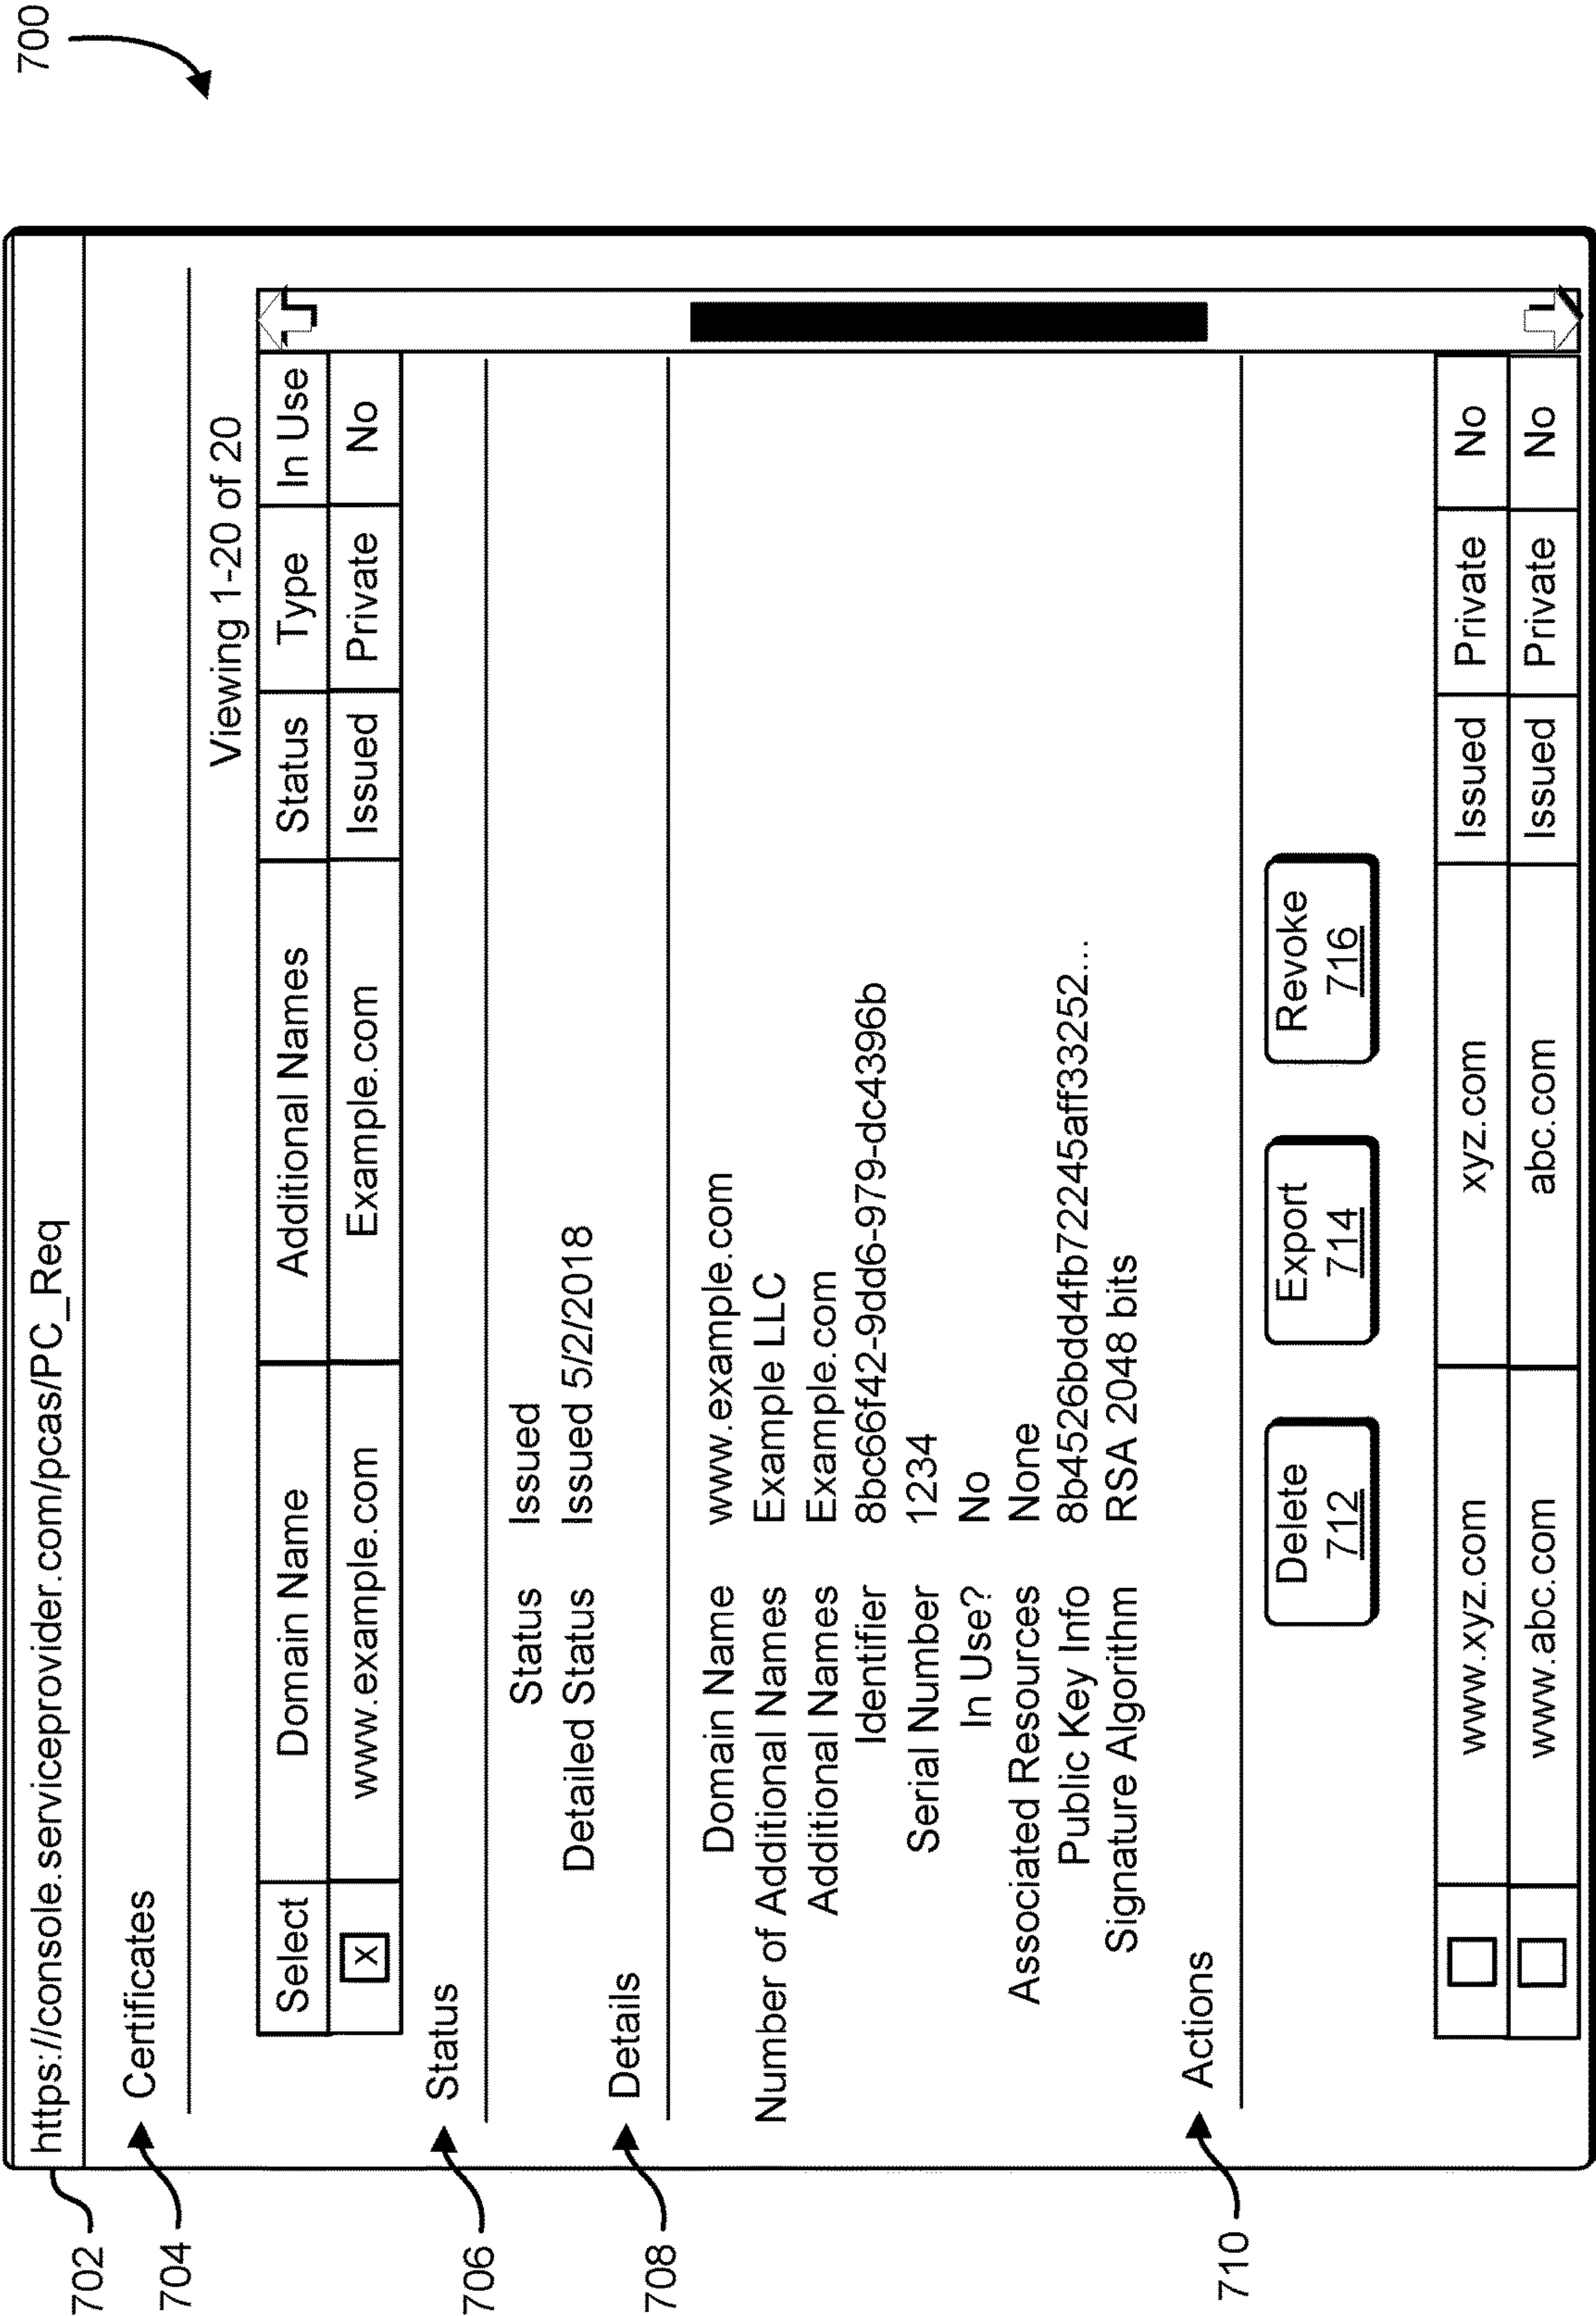 700
702
https://console.serviceprovider.com/pcas/PC_Req
704
Certificates
Viewing 1-20 of 20
Select Domain Name Additional Names Status Type In Use
x www.example.com Example.com Issued Private No
706
Status
Status Issued
Detailed Status Issued 5/2/2018
708
Details
Domain Name www.example.com
Number of Additional Names Example LLC
Additional Names Example.com
Identifier 8bc66f42-9dd6-979-dc4396b
Serial Number 1234
In Use? No
Associated Resources None
Public Key Info 8b4526bdd4fb72245aff33252...
Signature Algorithm RSA 2048 bits
710
Actions
Delete Export Revoke
712 714 716
www.xyz.com xyz.com Issued Private No
www.abc.com abc.com Issued Private No